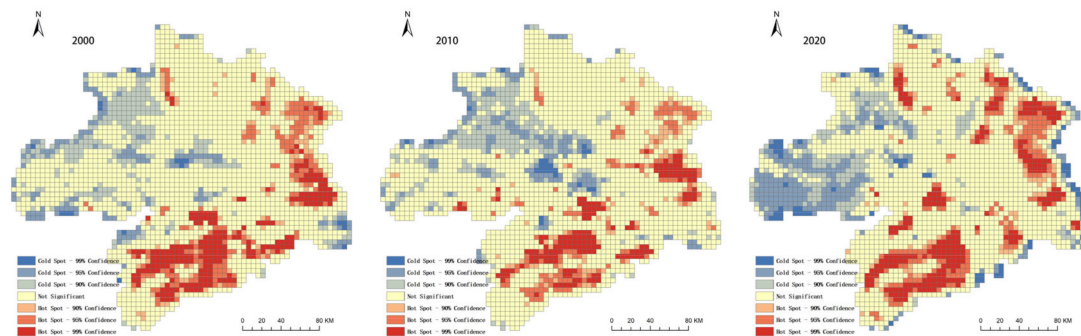 N
2000
Cold Spot - 99% Confidence
Cold Spot - 95% Confidence
Cold Spot - 90% Confidence
Not Significant
Hot Spot - 90% Confidence
Hot Spot - 95% Confidence
Hot Spot - 99% Confidence
0 20 40 80 KM
N
2010
Cold Spot - 99% Confidence
Cold Spot - 95% Confidence
Cold Spot - 90% Confidence
Not Significant
Hot Spot - 90% Confidence
Hot Spot - 95% Confidence
Hot Spot - 99% Confidence
0 20 40 80 KM
N
2020
Cold Spot - 99% Confidence
Cold Spot - 95% Confidence
Cold Spot - 90% Confidence
Not Significant
Hot Spot - 90% Confidence
Hot Spot - 95% Confidence
Hot Spot - 99% Confidence
0 20 40 80 KM